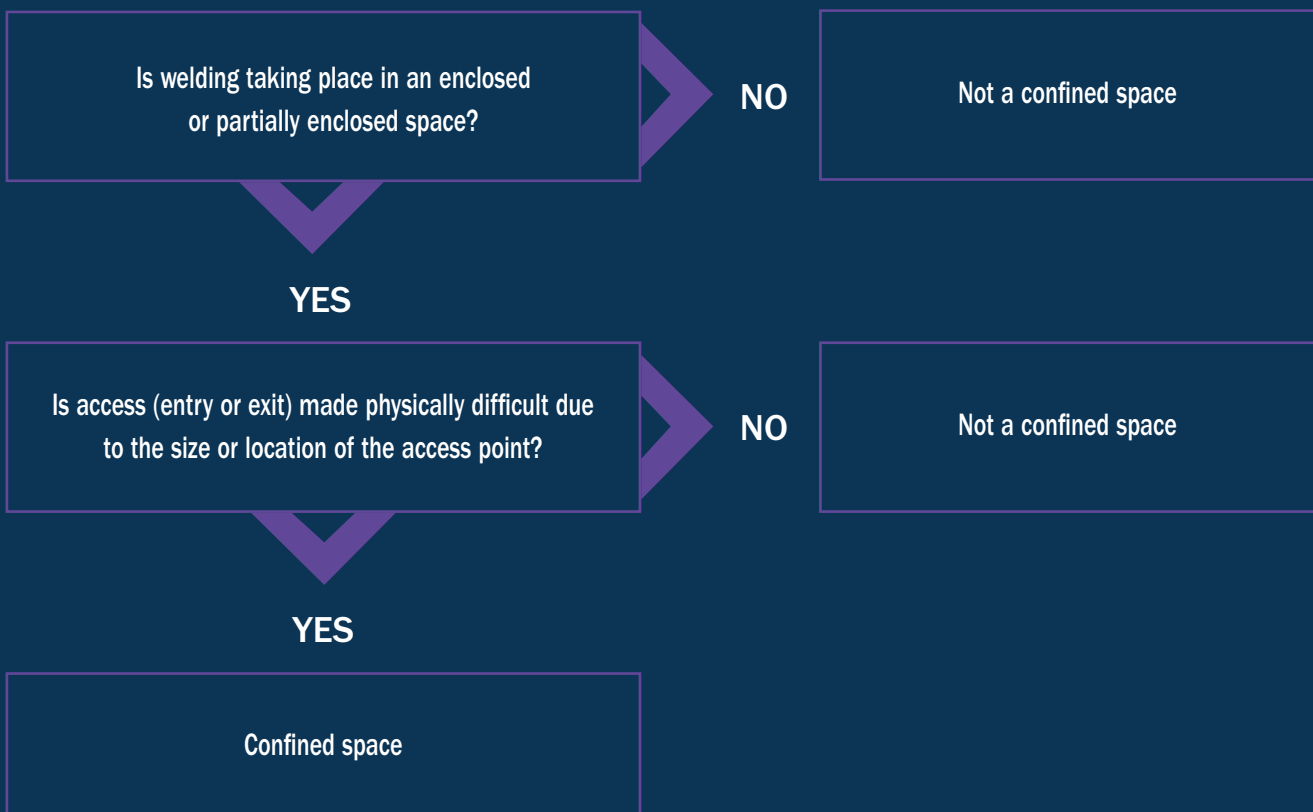 Is welding taking place in an enclosed
or partially enclosed space?
NO
Not a confined space
YES
Is access (entry or exit) made physically difficult due
to the size or location of the access point?
NO
Not a confined space
YES
Confined space